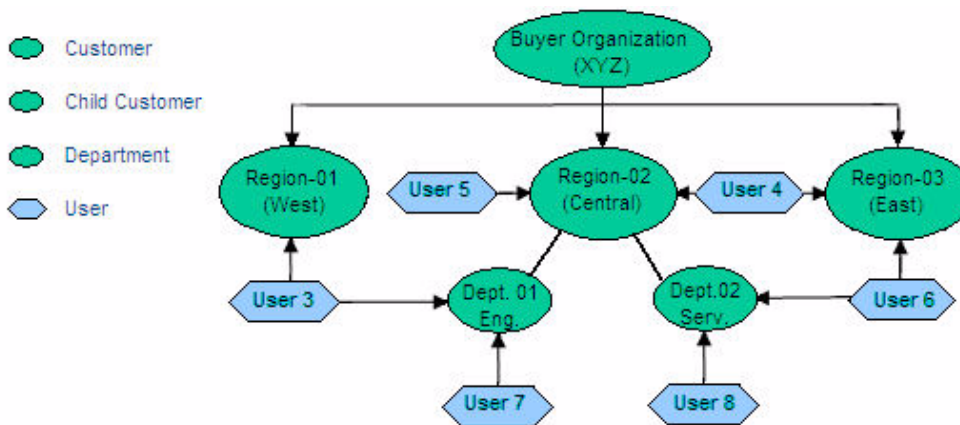 Customer
Child Customer
Department
User
Buyer Organization
(XYZ)
Region-01
(West)
User 5
Region-02
(Central)
User 4
Region-03
(East)
User 3
Dept. 01
Eng.
Dept.02
Serv.
User 6
User 7
User 8